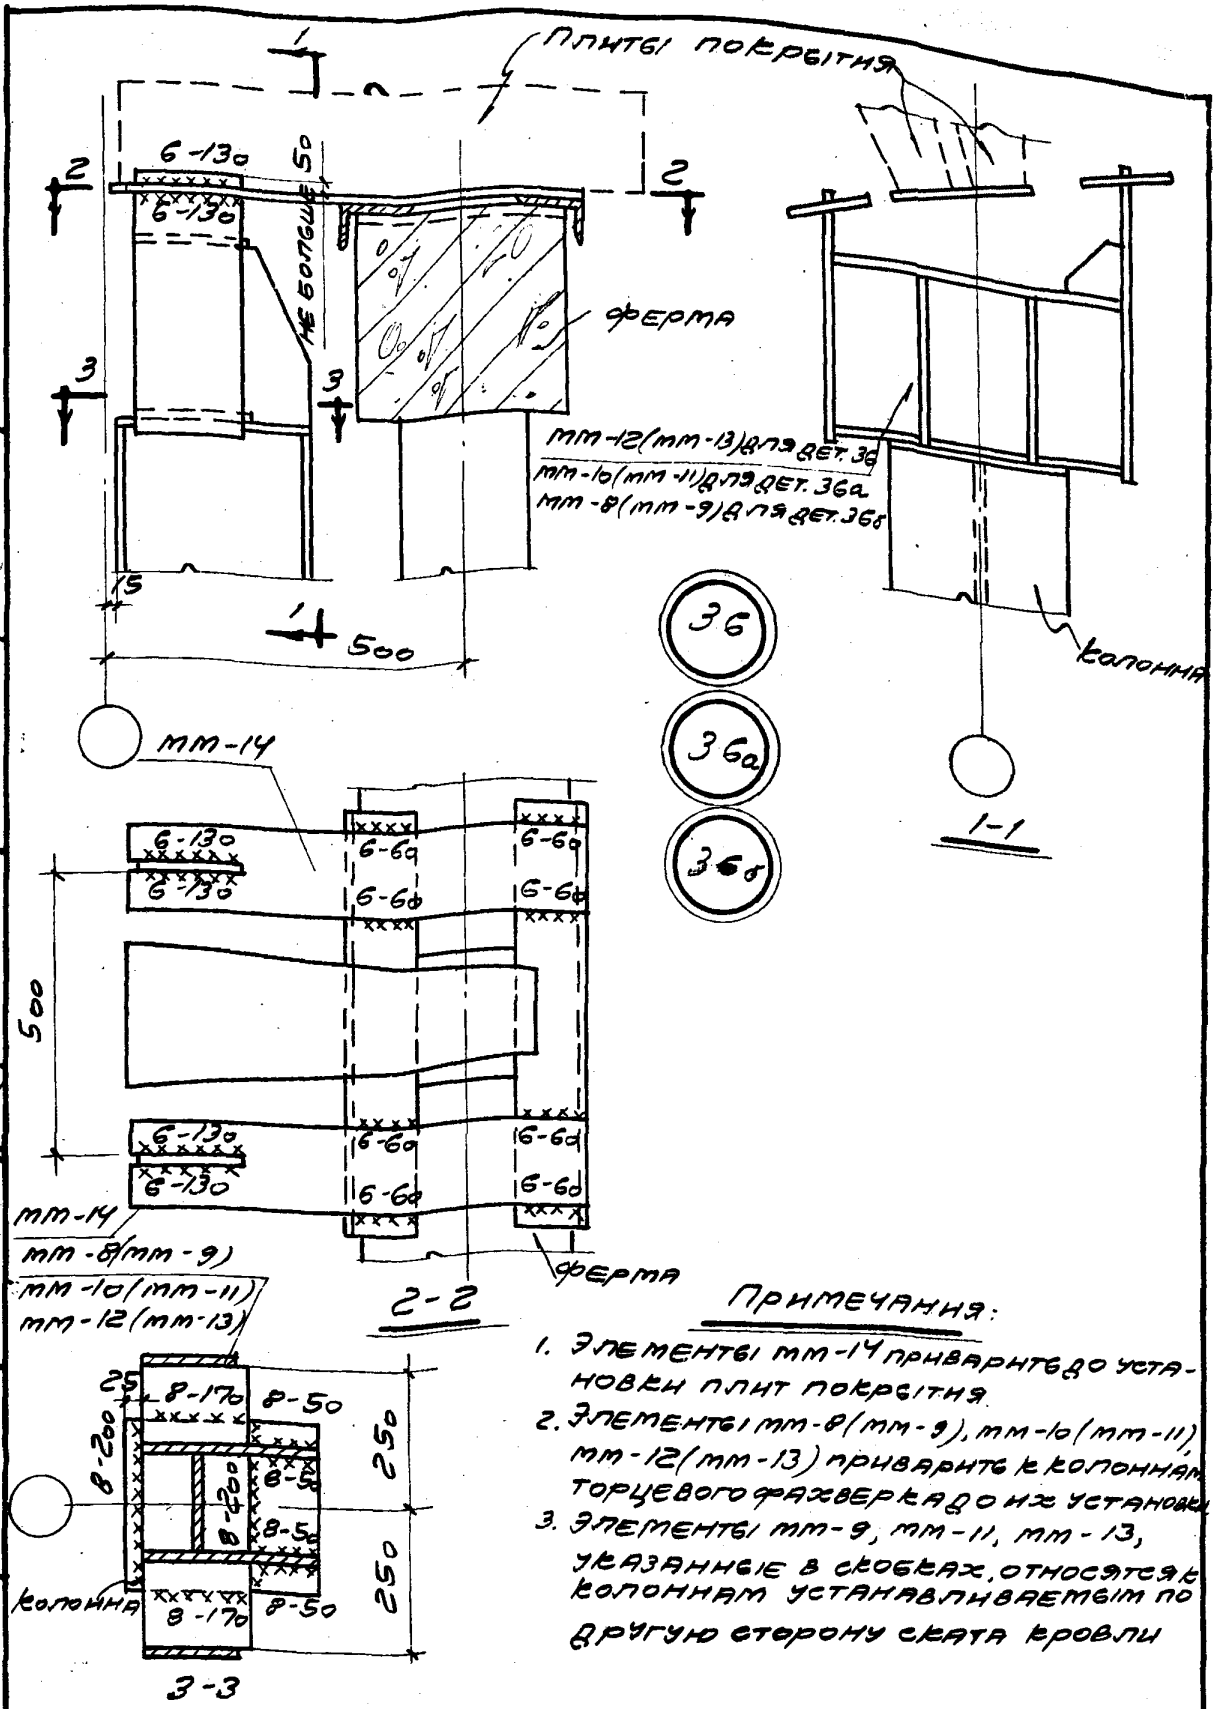 1
плиты покрытия
2
6-130
6-130
не больше 50
2
3
3
ферма
мм-12(мм-13)для дет. 36
мм-10(мм-11)для дет. 36а
мм-8(мм-9)для дет. 36б
15
1
500
36
36а
36б
колонна
1-1
мм-14
6-130
6-130
6-60
6-60
6-60
6-60
500
6-130
6-130
6-60
6-60
6-60
6-60
мм-14
мм-8(мм-9)
мм-10(мм-11)
мм-12(мм-13)
2-2
ферма
25
8-170
8-50
8-200
8-200
8-50
8-50
250
250
колонна
8-170
8-50
3-3
Примечания:
1. Элементы мм-14 приварить до уста-
новки плит покрытия
2. Элементы мм-8(мм-9), мм-10(мм-11),
мм-12(мм-13) приварить к колоннам
торцевого фахверка до их установки
3. Элементы мм-9, мм-11, мм-13,
указанные в скобках, относятся к
колоннам устанавливаемым по
другую сторону ската кровли